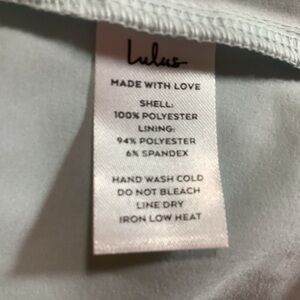 Lulus
MADE WITH LOVE
SHELL:
100% POLYESTER
LINING:
94% POLYESTER
6% SPANDEX
HAND WASH COLD
DO NOT BLEACH
LINE DRY
IRON LOW HEAT